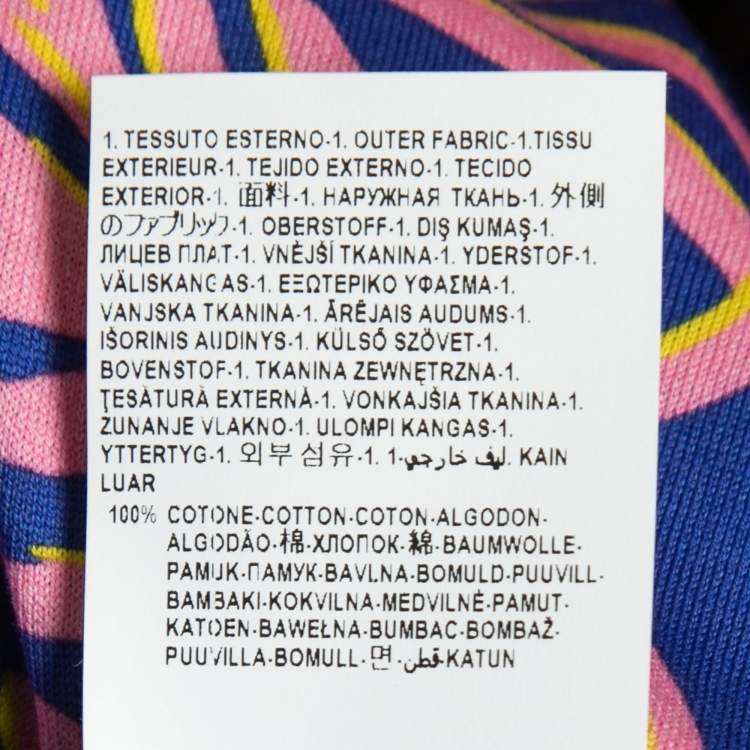 1. TESSUTO ESTERNO-1. OUTER FABRIC-1.TISSU
EXTERIEUR-1. TEJIDO EXTERNO-1. TECIDO
EXTERIOR-1. 面料-1. НАРУЖНАЯ ТКАНЬ-1. 外側
のファブリック-1. OBERSTOFF-1. DIŞ KUMAŞ-1.
ЛИЦЕВ ПЛАТ-1. VNĚJŠÍ TKANINA-1. YDERSTOF-1.
VÄLISKANGAS-1. ΕΞΩΤΕΡΙΚΟ ΥΦΑΣΜΑ-1.
VANJSKA TKANINA-1. ĀRĒJAIS AUDUMS-1.
IŠORINIS AUDINYS-1. KÜLSŐ SZÖVET-1.
BOVENSTOF-1. TKANINA ZEWNĘTRZNA-1.
ŢESÀTURÀ EXTERNÀ-1. VONKAJŠIA TKANINA-1.
ZUNANJE VLAKNO-1. ULOMPI KANGAS-1.
YTTERTYG-1. 외부 섬유-1. ليف خارجي-1. KAIN
LUAR
100% COTONE-COTTON-COTON-ALGODON-
ALGODÃO-棉-ХЛОПОК-綿-BAUMWOLLE-
PAMUK-ПАМУК-BAVLNA-BOMULD-PUUVILL-
BAMBAKI-KOKVILNA-MEDVILNĖ-PAMUT-
KATOEN-BAWEŁNA-BUMBAC-BOMBAŽ-
PUUVILLA-BOMULL-면-قطن-KATUN